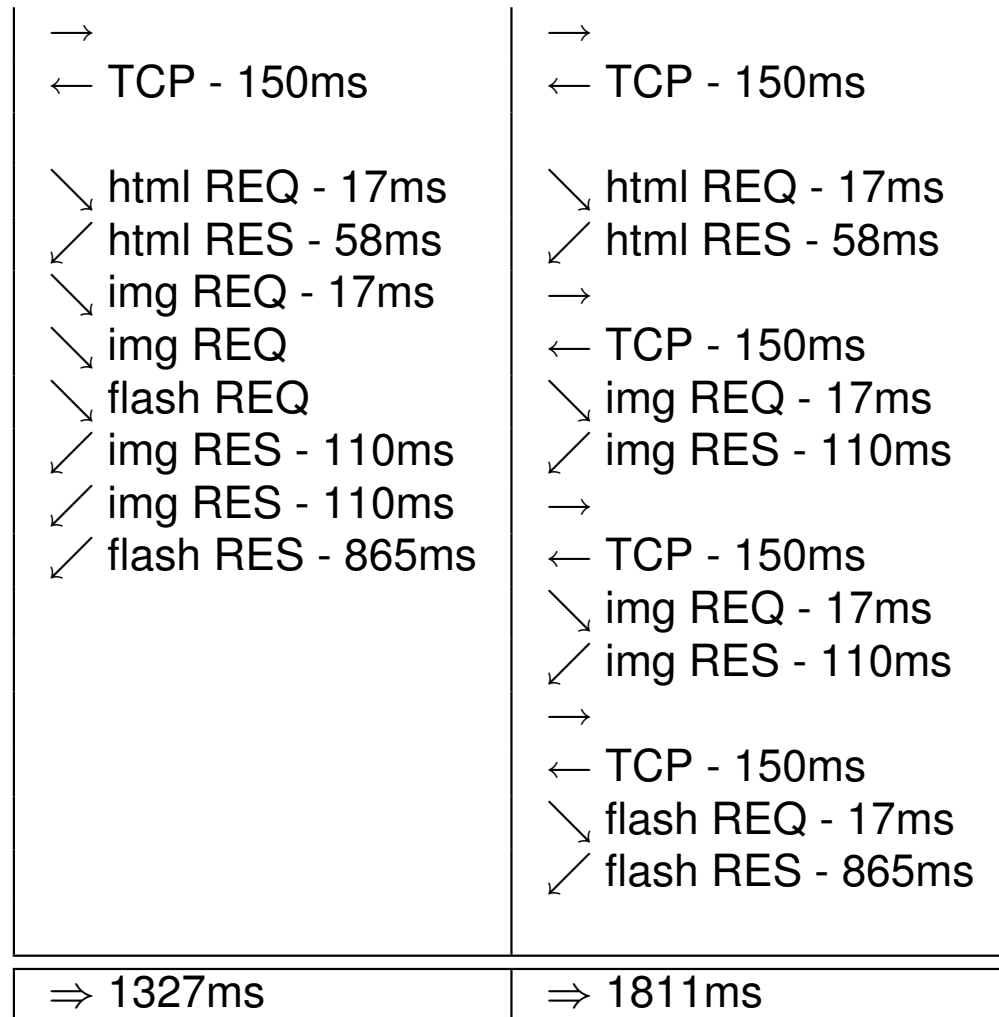 →
← TCP - 150ms
↘ html REQ - 17ms
↙ html RES - 58ms
↘ img REQ - 17ms
↘ img REQ
↘ flash REQ
↙ img RES - 110ms
↙ img RES - 110ms
↙ flash RES - 865ms
⇒ 1327ms
→
← TCP - 150ms
↘ html REQ - 17ms
↙ html RES - 58ms
→
← TCP - 150ms
↘ img REQ - 17ms
↙ img RES - 110ms
→
← TCP - 150ms
↘ img REQ - 17ms
↙ img RES - 110ms
→
← TCP - 150ms
↘ flash REQ - 17ms
↙ flash RES - 865ms
⇒ 1811ms